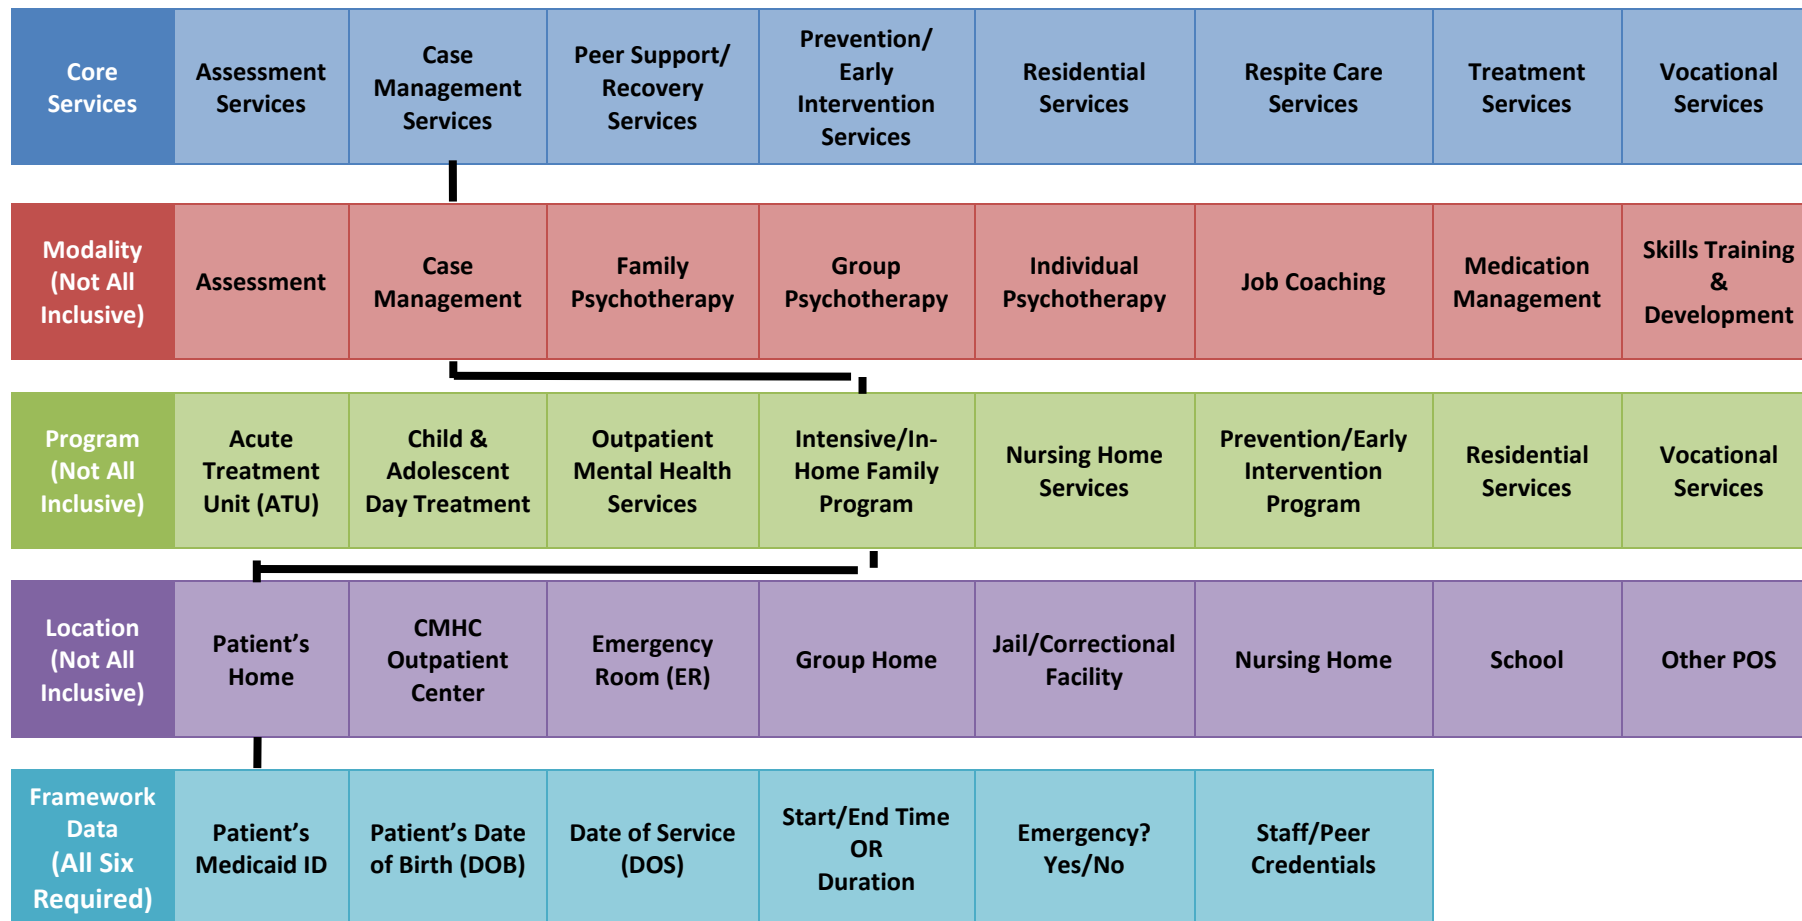 Core
Services
Assessment
Services
Case
Management
Services
Peer Support/
Recovery
Services
Prevention/
Early
Intervention
Services
Residential
Services
Respite Care
Services
Treatment
Services
Vocational
Services
Modality
(Not All
Inclusive)
Assessment
Case
Management
Family
Psychotherapy
Group
Psychotherapy
Individual
Psychotherapy
Job Coaching
Medication
Management
Skills Training
&
Development
Program
(Not All
Inclusive)
Acute
Treatment
Unit (ATU)
Child &
Adolescent
Day Treatment
Outpatient
Mental Health
Services
Intensive/In-
Home Family
Program
Nursing Home
Services
Prevention/Early
Intervention
Program
Residential
Services
Vocational
Services
Location
(Not All
Inclusive)
Patient’s
Home
CMHC
Outpatient
Center
Emergency
Room (ER)
Group Home
Jail/Correctional
Facility
Nursing Home
School
Other POS
Framework
Data
(All Six
Required)
Patient’s
Medicaid ID
Patient’s Date
of Birth (DOB)
Date of Service
(DOS)
Start/End Time
OR
Duration
Emergency?
Yes/No
Staff/Peer
Credentials